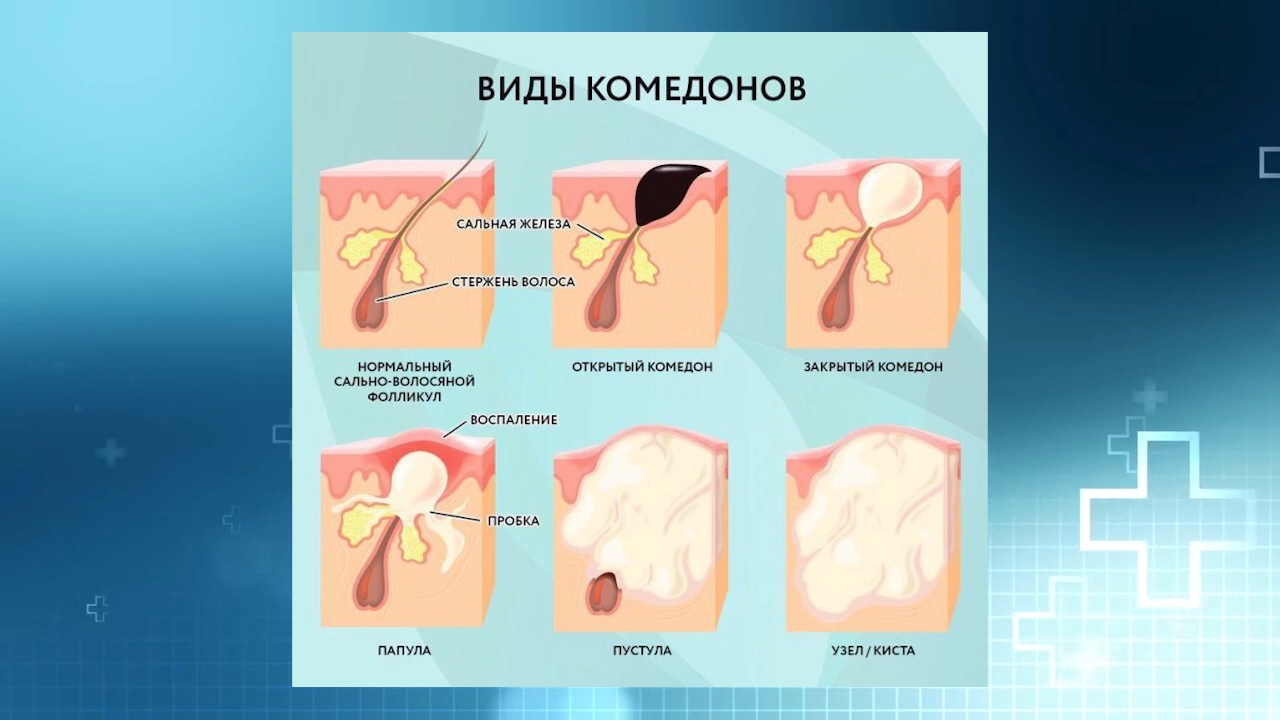 ВИДЫ КОМЕДОНОВ
САЛЬНАЯ ЖЕЛЕЗА
СТЕРЖЕНЬ ВОЛОСА
НОРМАЛЬНЫЙ
САЛЬНО-ВОЛОСЯНОЙ
ФОЛЛИКУЛ
ОТКРЫТЫЙ КОМЕДОН
ЗАКРЫТЫЙ КОМЕДОН
ВОСПАЛЕНИЕ
ПРОБКА
ПАПУЛА
ПУСТУЛА
УЗЕЛ / КИСТА